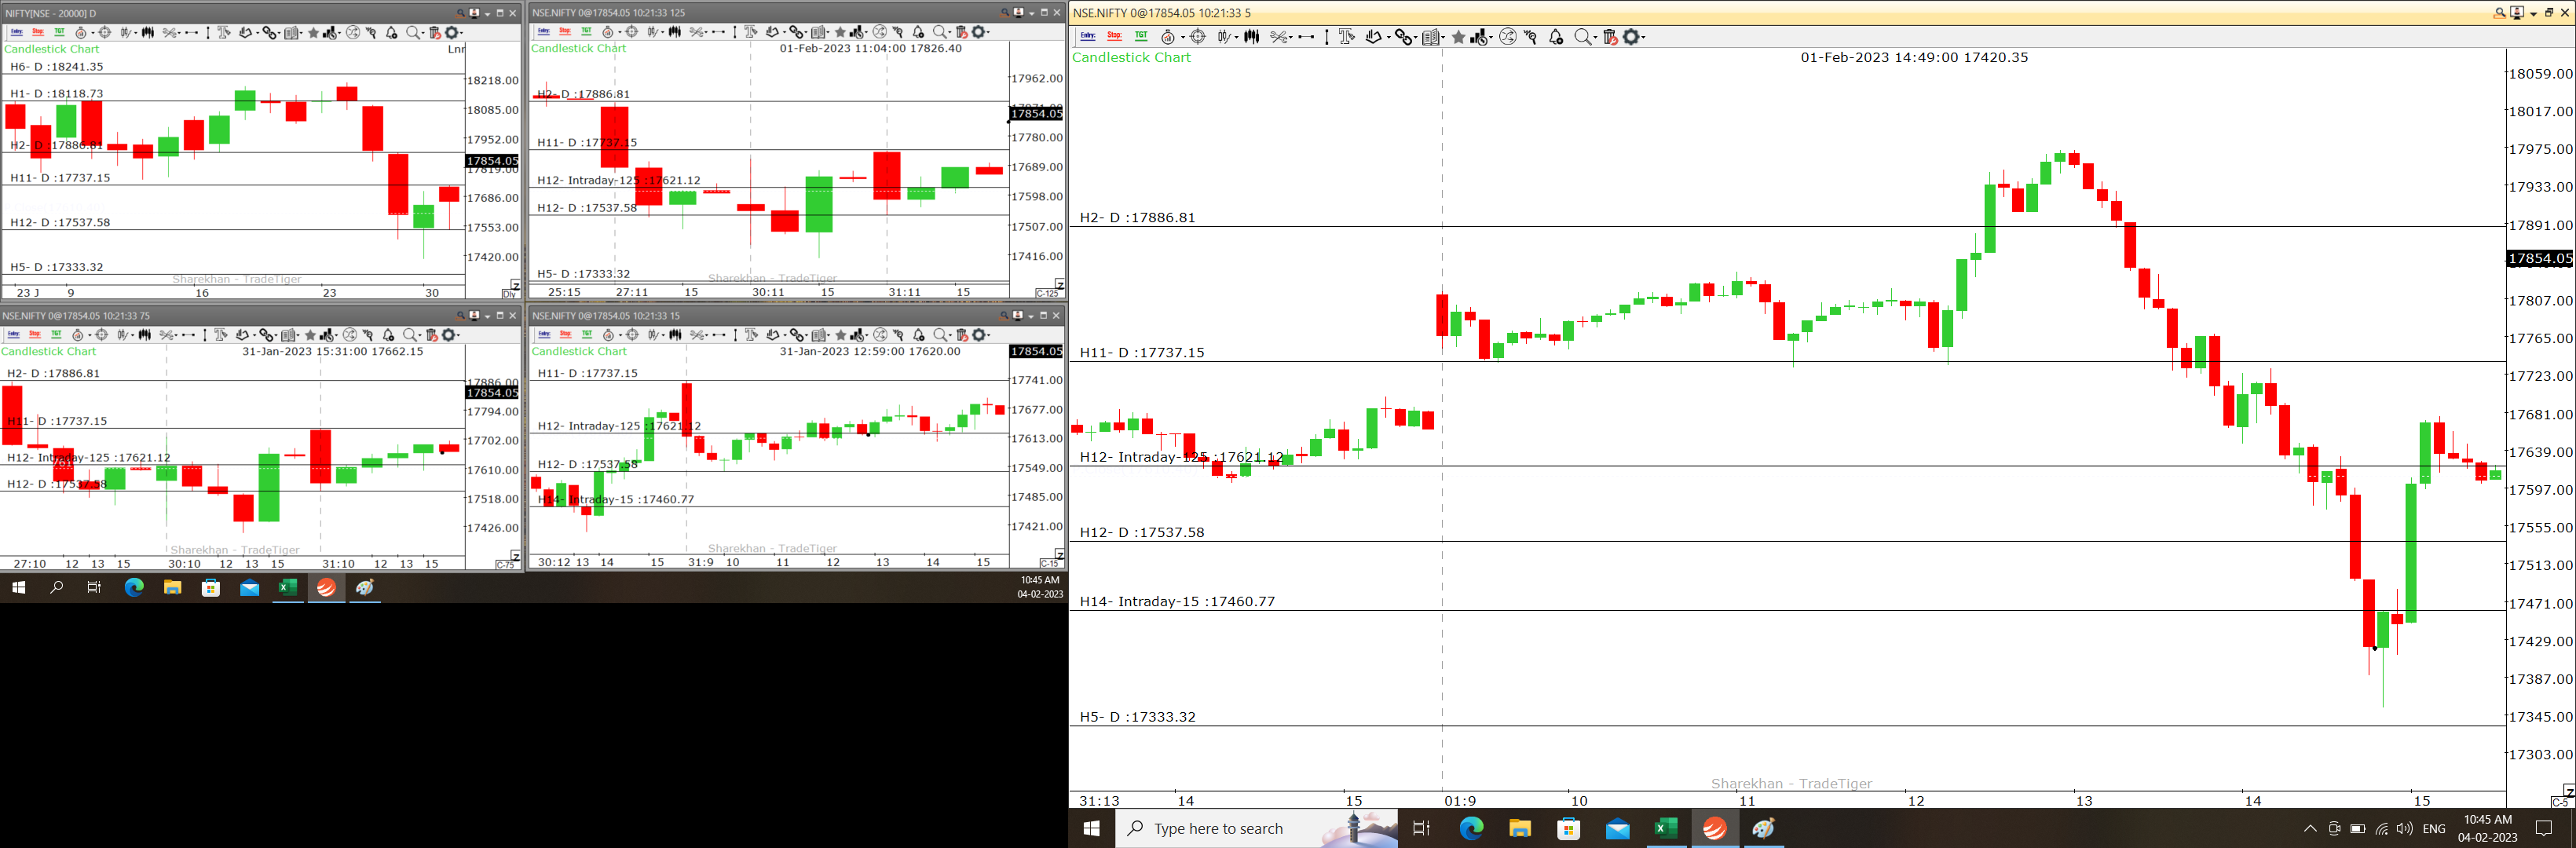 NIFTY[NSE - 20000] D
Entry: Stop: TGT
Candlestick Chart
Lnr
H6- D :18241.35
H1- D :18118.73
H2- D :17886.81
H11- D :17737.15
H12- D :17537.58
H5- D :17333.32
18218.00
18085.00
17952.00
17854.05
17819.00
17686.00
17553.00
17420.00
Sharekhan - TradeTiger
23 J 9 16 23 30
Z
Dly
NSE.NIFTY 0@17854.05 10:21:33 125
Entry: Stop: TGT
Candlestick Chart
01-Feb-2023 11:04:00 17826.40
H2- D :17886.81
H11- D :17737.15
H12- Intraday-125 :17621.12
H12- D :17537.58
H5- D :17333.32
17962.00
17871.00
17854.05
17780.00
17689.00
17598.00
17507.00
17416.00
Sharekhan - TradeTiger
25:15 27:11 15 30:11 15 31:11 15
Z
C-125
NSE.NIFTY 0@17854.05 10:21:33 75
Entry: Stop: TGT
Candlestick Chart
31-Jan-2023 15:31:00 17662.15
H2- D :17886.81
H11- D :17737.15
H12- Intraday-125 :17621.12
H12- D :17537.58
17886.00
17854.05
17794.00
17702.00
17610.00
17518.00
17426.00
Sharekhan - TradeTiger
27:10 12 13 15 30:10 12 13 15 31:10 12 13 15
Z
C-75
NSE.NIFTY 0@17854.05 10:21:33 15
Entry: Stop: TGT
Candlestick Chart
31-Jan-2023 12:59:00 17620.00
H11- D :17737.15
H12- Intraday-125 :17621.12
H12- D :17537.58
H14- Intraday-15 :17460.77
17854.05
17741.00
17677.00
17613.00
17549.00
17485.00
17421.00
Sharekhan - TradeTiger
30:12 13 14 15 31:9 10 11 12 13 14 15
Z
C-15
10:45 AM
04-02-2023
NSE.NIFTY 0@17854.05 10:21:33 5
Entry: Stop: TGT
Candlestick Chart
01-Feb-2023 14:49:00 17420.35
H2- D :17886.81
H11- D :17737.15
H12- Intraday-125 :17621.12
H12- D :17537.58
H14- Intraday-15 :17460.77
H5- D :17333.32
18059.00
18017.00
17975.00
17933.00
17891.00
17854.05
17807.00
17765.00
17723.00
17681.00
17639.00
17597.00
17555.00
17513.00
17471.00
17429.00
17387.00
17345.00
17303.00
Sharekhan - TradeTiger
31:13 14 15 01:9 10 11 12 13 14 15
Z
C-5
Type here to search
ENG
10:45 AM
04-02-2023